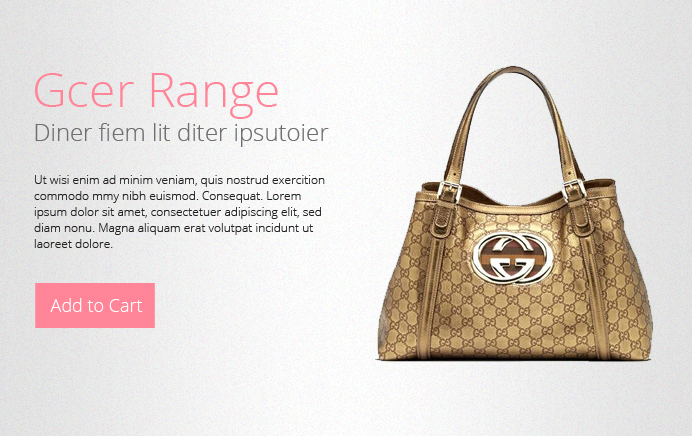 Gcer Range
Diner fiem lit diter ipsutoier
Ut wisi enim ad minim veniam, quis nostrud exercition
commodo mmy nibh euismod. Consequat. Lorem
ipsum dolor sit amet, consectetuer adipiscing elit, sed
diam nonu. Magna aliquam erat volutpat incidunt ut
laoreet dolore.
Add to Cart